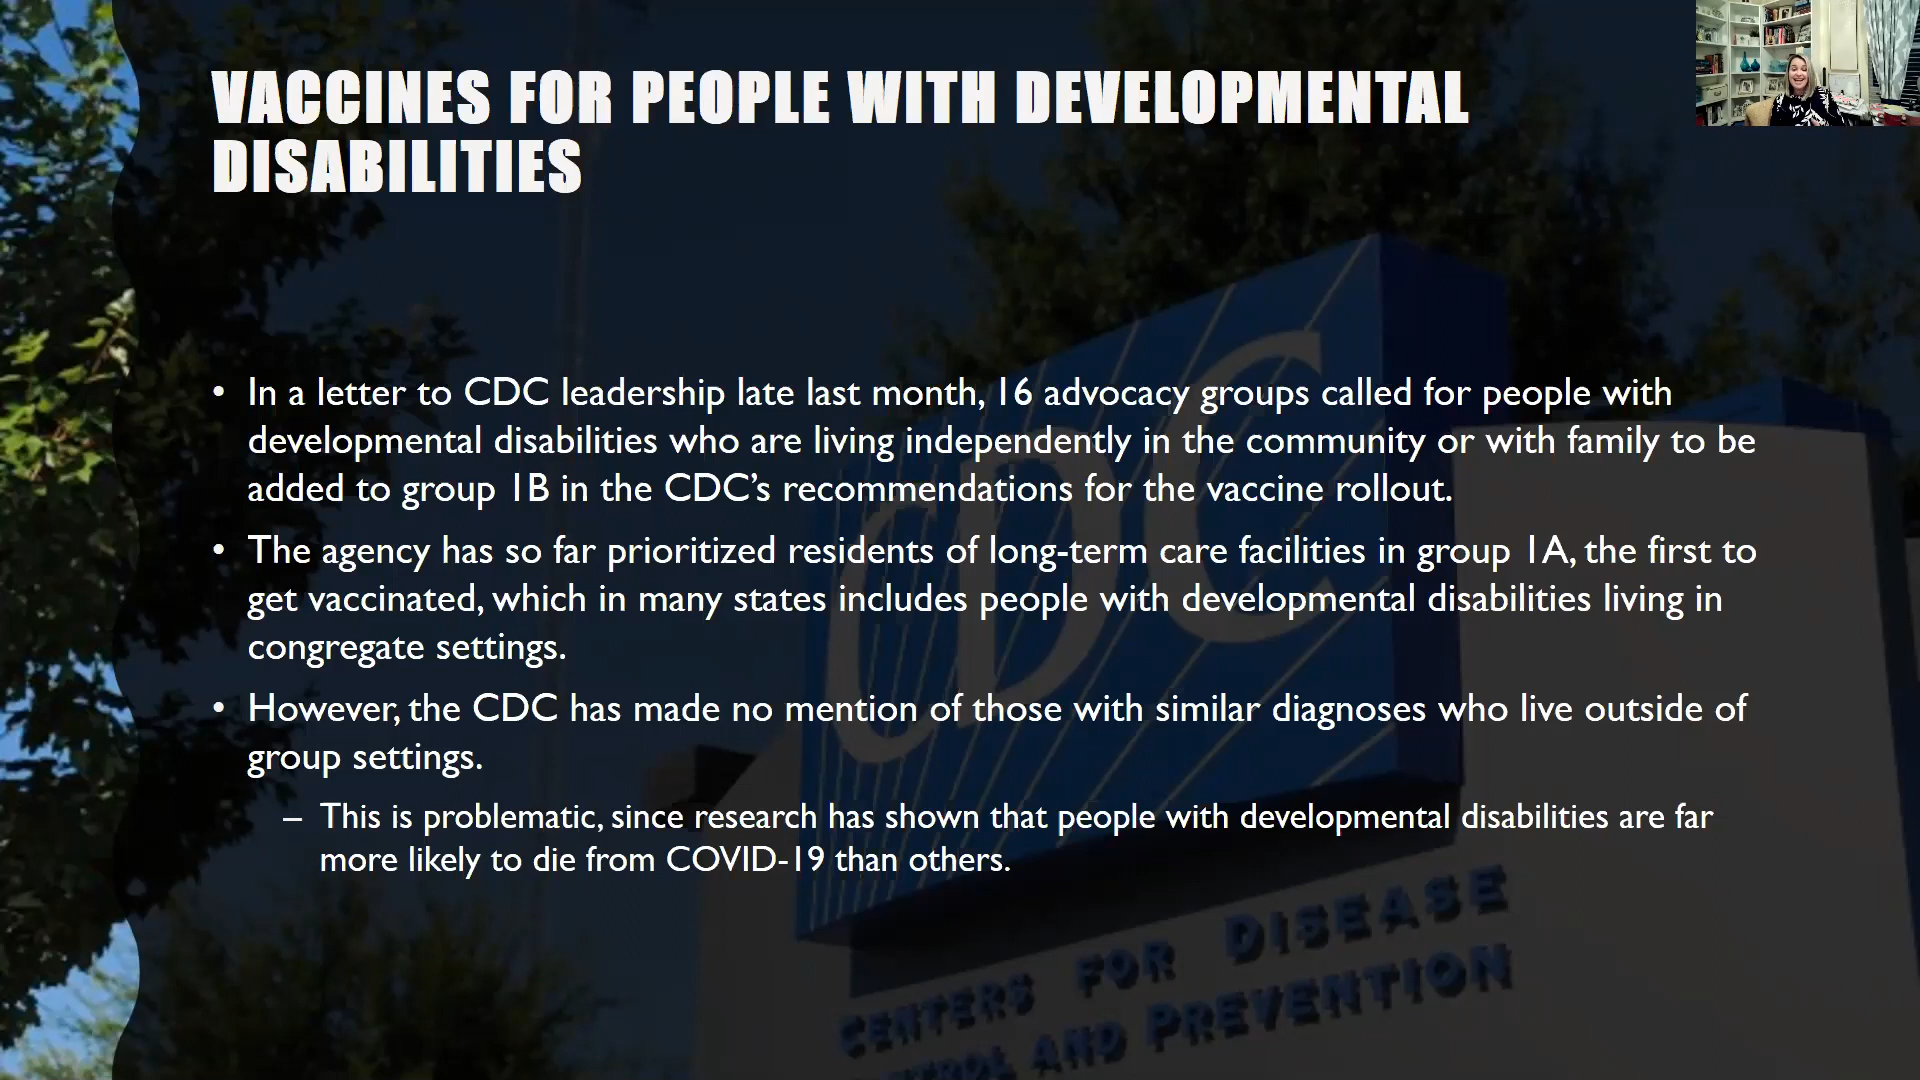 VACCINES FOR PEOPLE WITH DEVELOPMENTAL
DISABILITIES
• In a letter to CDC leadership late last month, 16 advocacy groups called for people with
developmental disabilities who are living independently in the community or with family to be
added to group 1B in the CDC’s recommendations for the vaccine rollout.
• The agency has so far prioritized residents of long-term care facilities in group 1A, the first to
get vaccinated, which in many states includes people with developmental disabilities living in
congregate settings.
• However, the CDC has made no mention of those with similar diagnoses who live outside of
group settings.
– This is problematic, since research has shown that people with developmental disabilities are far
more likely to die from COVID-19 than others.
CDC
CENTERS FOR DISEASE
AND PREVENTION